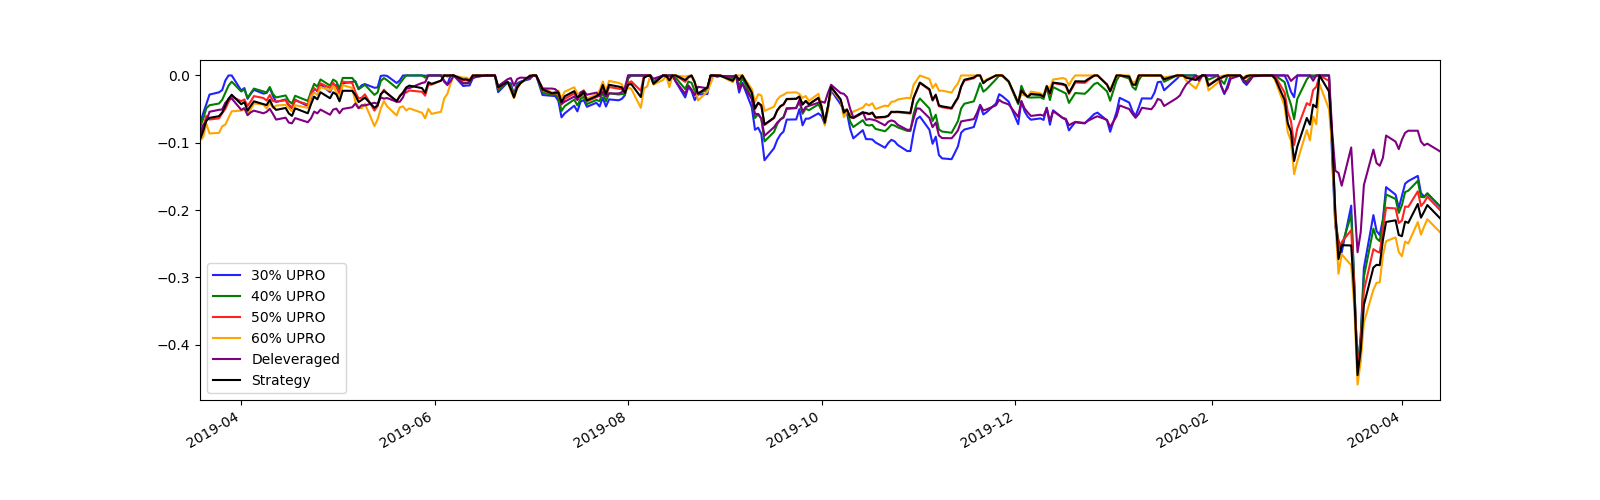 0.0
−0.1
−0.2
−0.3
−0.4
30% UPRO
40% UPRO
50% UPRO
60% UPRO
Deleveraged
Strategy
2019-04
2019-06
2019-08
2019-10
2019-12
2020-02
2020-04